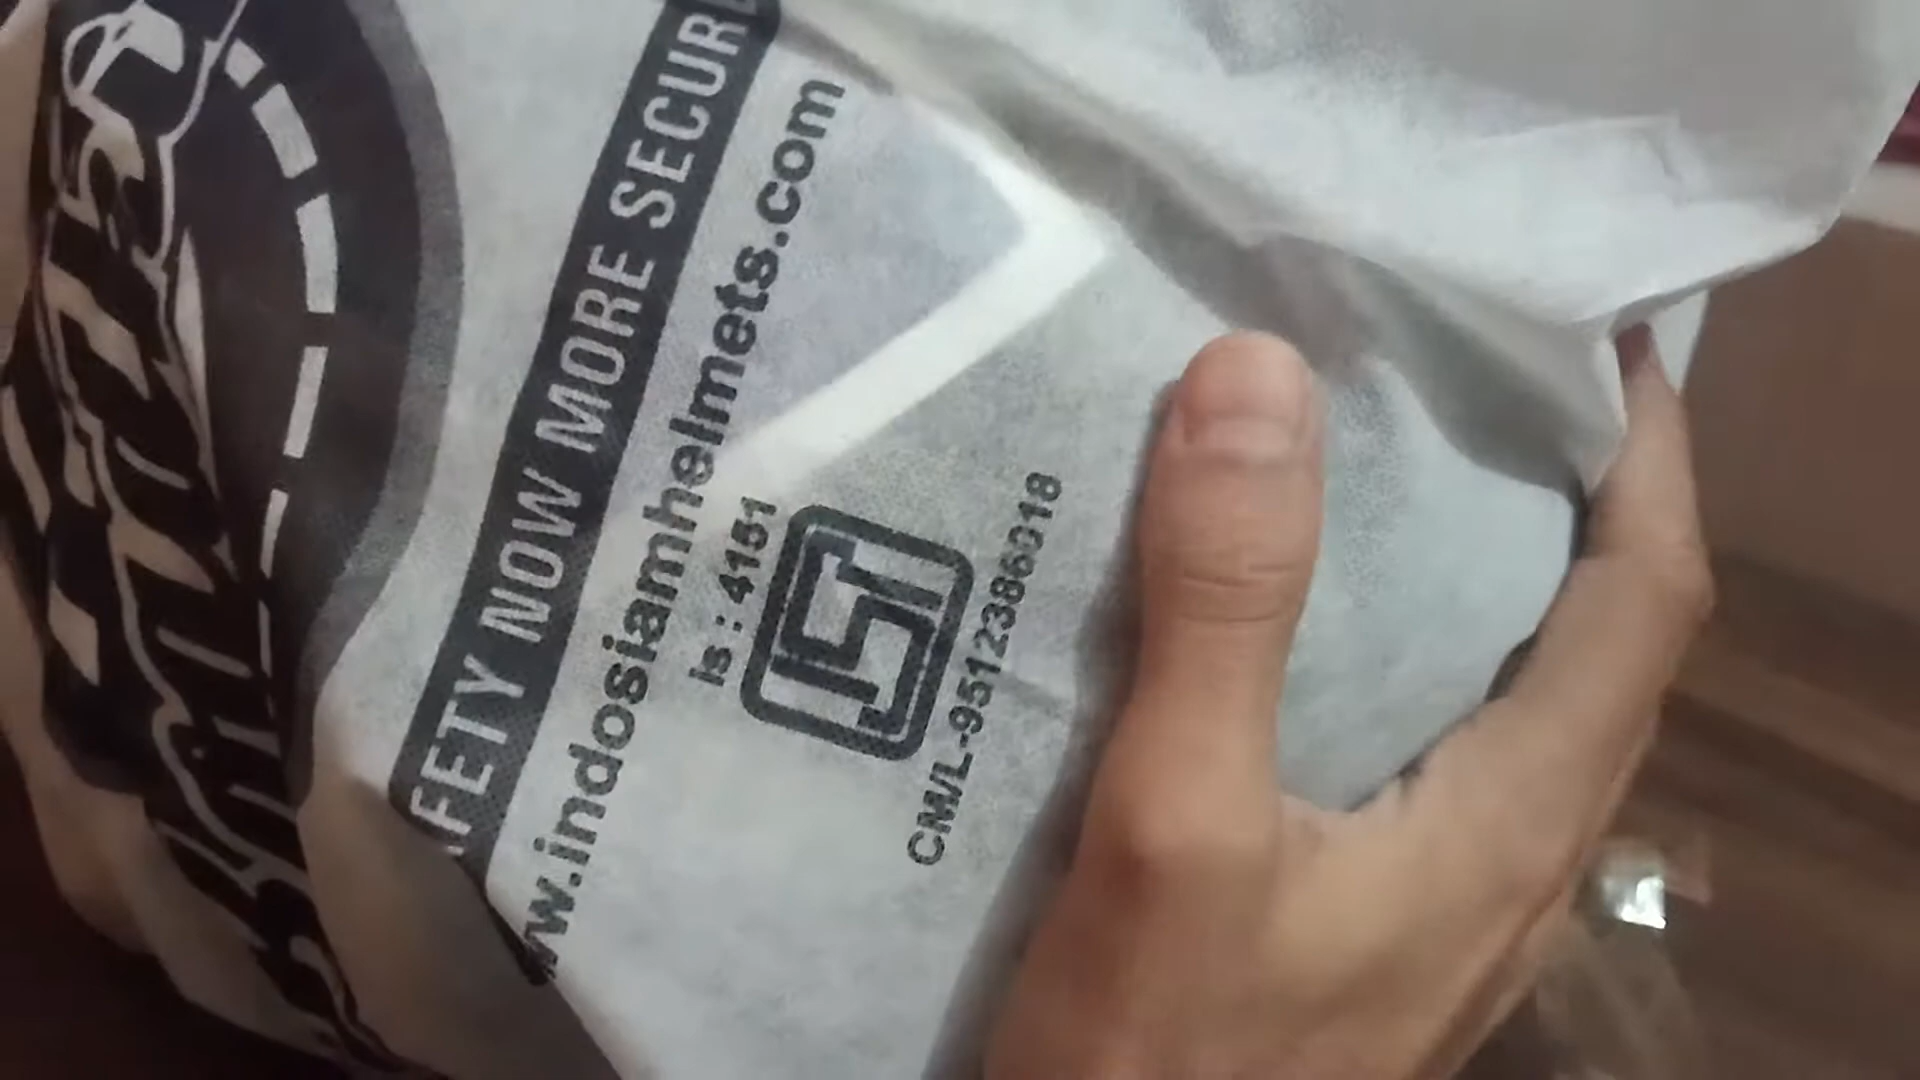 FETY NOW MORE SECUR
w.indosiamhelmets.com
Is : 4151
ISI
CM/L-9512386018